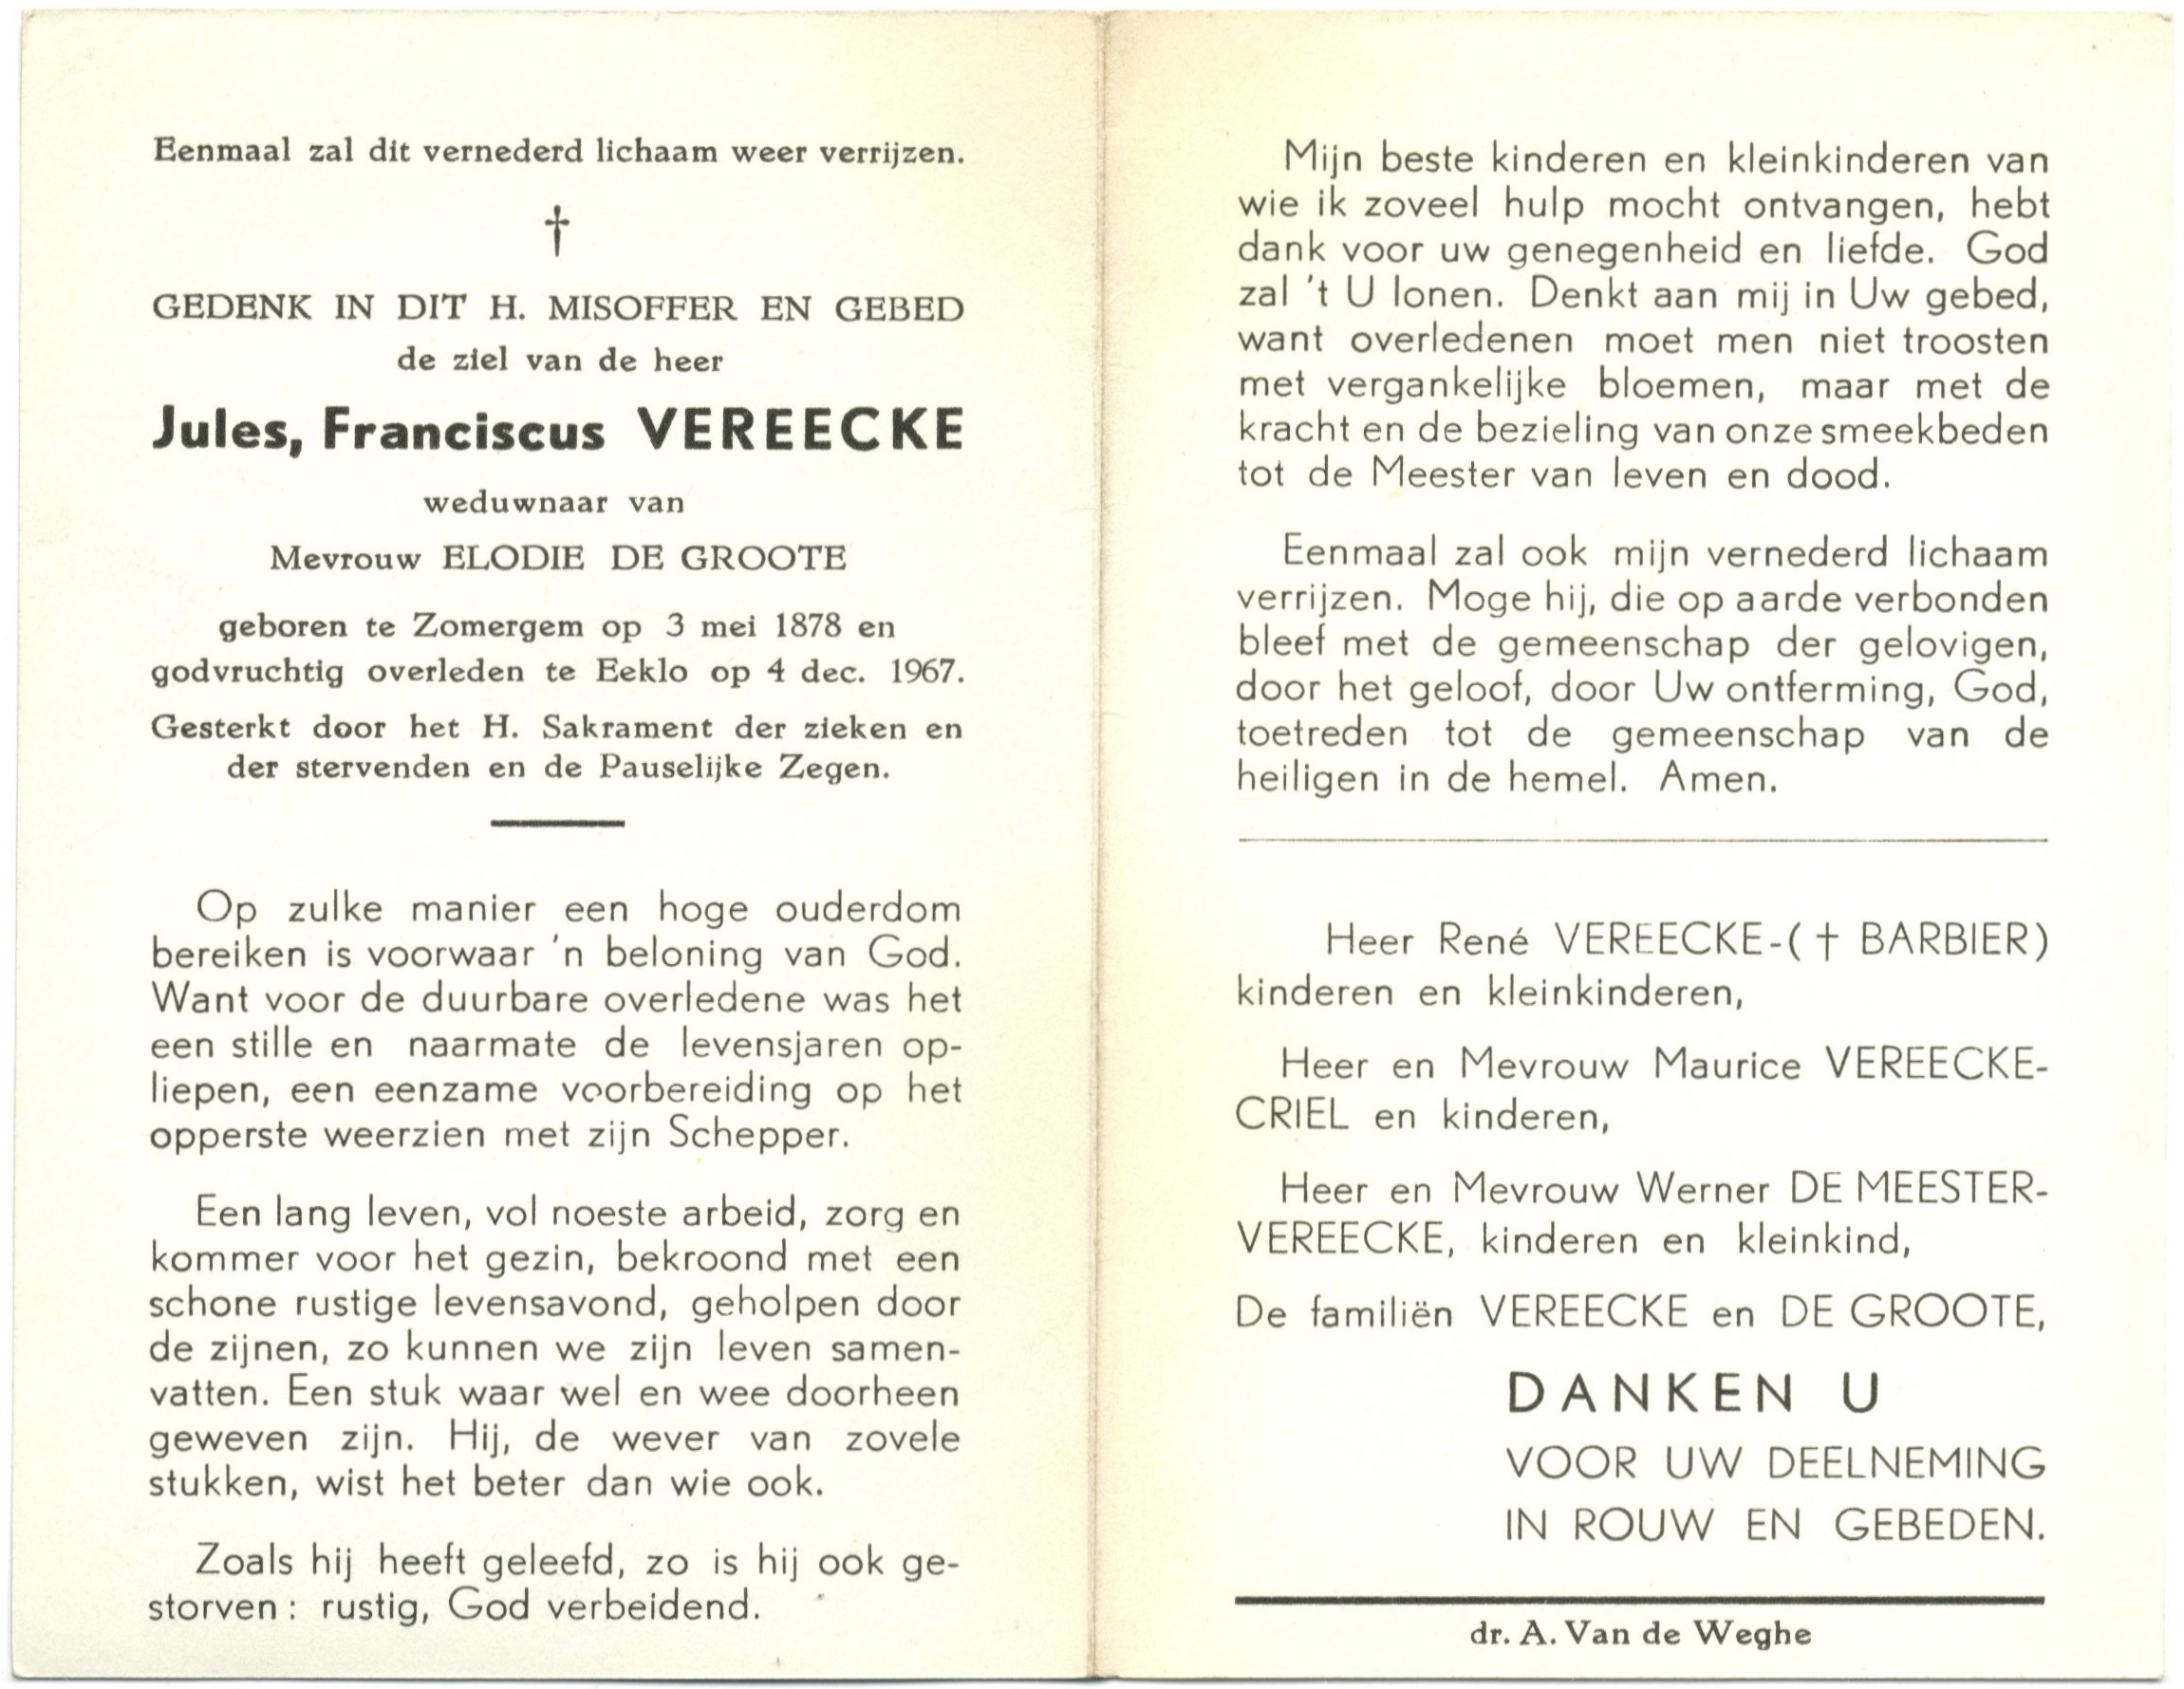 Eenmaal zal dit vernederd lichaam weer verrijzen.
†
GEDENK IN DIT H. MISOFFER EN GEBED
de ziel van de heer
Jules, Franciscus VEREECKE
weduwnaar van
Mevrouw ELODIE DE GROOTE
geboren te Zomergem op 3 mei 1878 en
godvruchtig overleden te Eeklo op 4 dec. 1967.
Gesterkt door het H. Sakrament der zieken en
der stervenden en de Pauselijke Zegen.
Op zulke manier een hoge ouderdom
bereiken is voorwaar 'n beloning van God.
Want voor de duurbare overledene was het
een stille en naarmate de levensjaren op-
liepen, een eenzame voorbereiding op het
opperste weerzien met zijn Schepper.
Een lang leven, vol noeste arbeid, zorg en
kommer voor het gezin, bekroond met een
schone rustige levensavond, geholpen door
de zijnen, zo kunnen we zijn leven samen-
vatten. Een stuk waar wel en wee doorheen
geweven zijn. Hij, de wever van zovele
stukken, wist het beter dan wie ook.
Zoals hij heeft geleefd, zo is hij ook ge-
storven : rustig, God verbeidend.
Mijn beste kinderen en kleinkinderen van
wie ik zoveel hulp mocht ontvangen, hebt
dank voor uw genegenheid en liefde. God
zal 't U lonen. Denkt aan mij in Uw gebed,
want overledenen moet men niet troosten
met vergankelijke bloemen, maar met de
kracht en de bezieling van onze smeekbeden
tot de Meester van leven en dood.
Eenmaal zal ook mijn vernederd lichaam
verrijzen. Moge hij, die op aarde verbonden
bleef met de gemeenschap der gelovigen,
door het geloof, door Uw ontferming, God,
toetreden tot de gemeenschap van de
heiligen in de hemel. Amen.
Heer René VEREECKE-( † BARBIER)
kinderen en kleinkinderen,
Heer en Mevrouw Maurice VEREECKE-
CRIEL en kinderen,
Heer en Mevrouw Werner DE MEESTER-
VEREECKE, kinderen en kleinkind,
De familiën VEREECKE en DE GROOTE,
DANKEN U
VOOR UW DEELNEMING
IN ROUW EN GEBEDEN.
dr. A. Van de Weghe